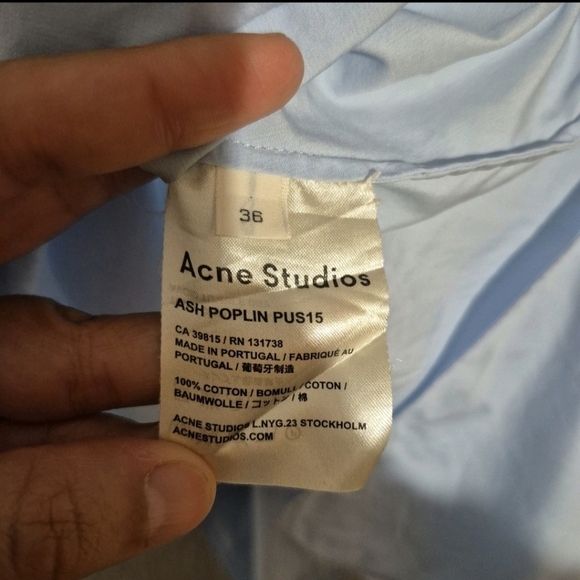 36
Acne Studios
ASH POPLIN PUS15
CA 39815 / RN 131738
MADE IN PORTUGAL / FABRIQUÉ AU
PORTUGAL / 葡萄牙制造
100% COTTON / BOMULL/COTON /
BAUMWOLLE / コットン / 棉
ACNE STUDIOS L.NYG.23 STOCKHOLM
ACNESTUDIOS.COM